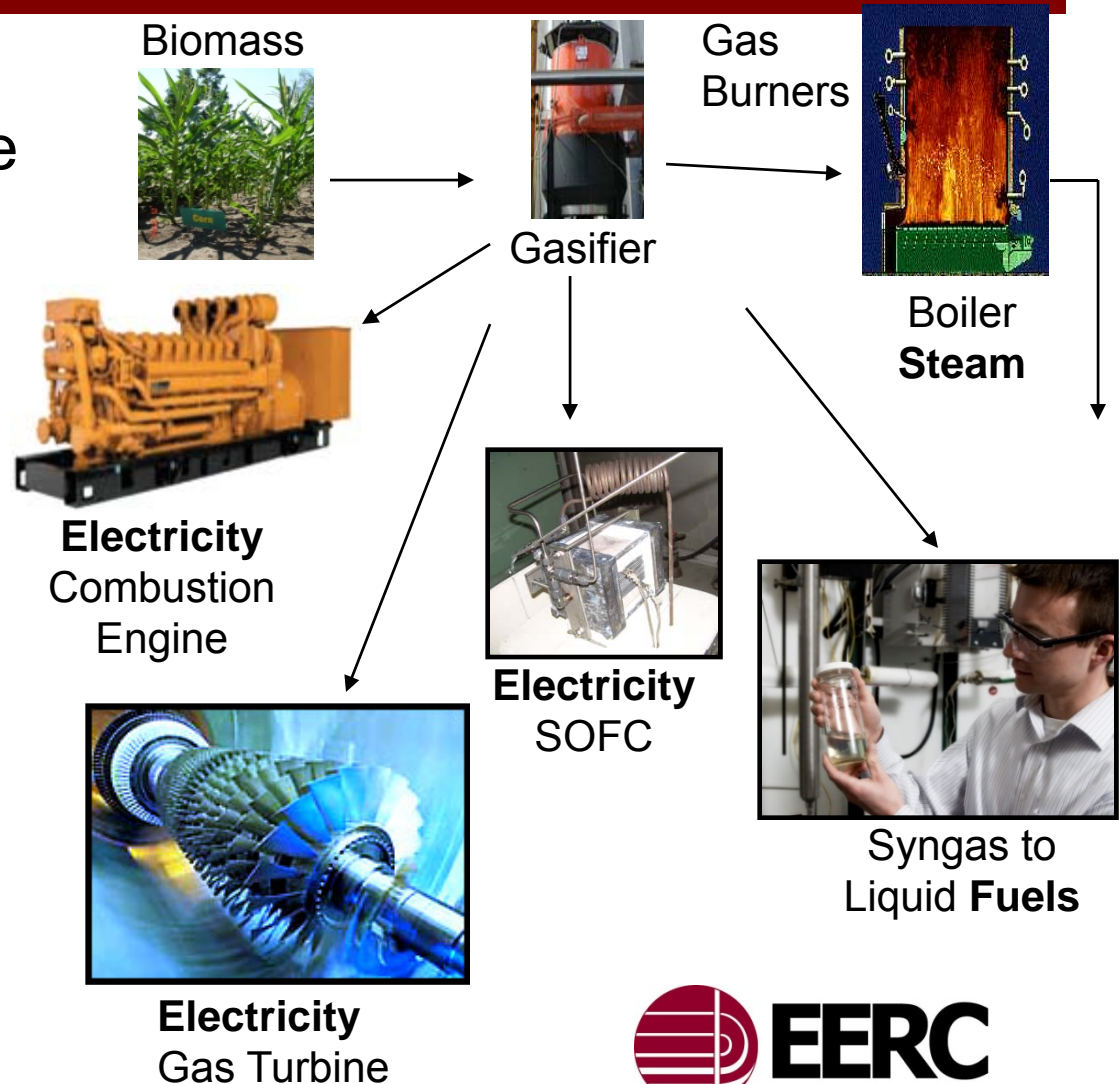 Biomass
Gas
Burners
e
Corn
Gasifier
Boiler
Steam
Electricity
Combustion
Engine
Electricity
SOFC
Syngas to
Liquid Fuels
Electricity
Gas Turbine
EERC